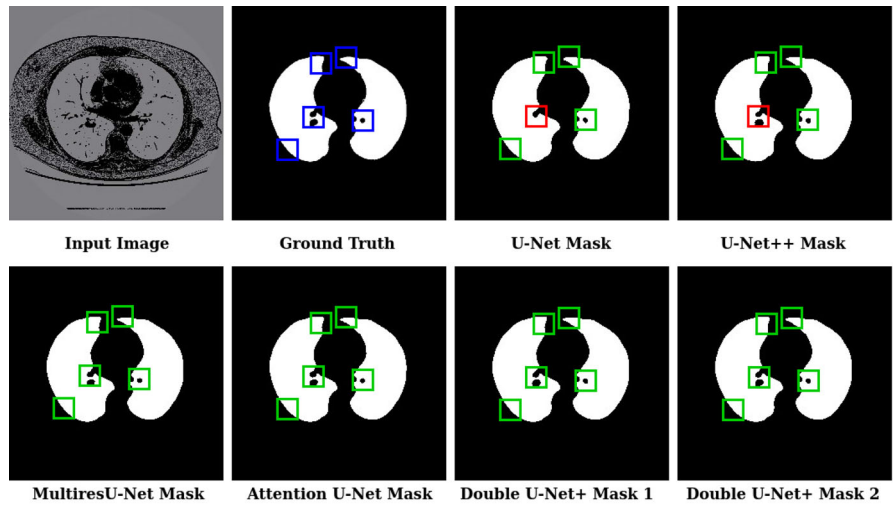 Input Image
Ground Truth
U-Net Mask
U-Net++ Mask
MultiresU-Net Mask
Attention U-Net Mask
Double U-Net+ Mask 1
Double U-Net+ Mask 2